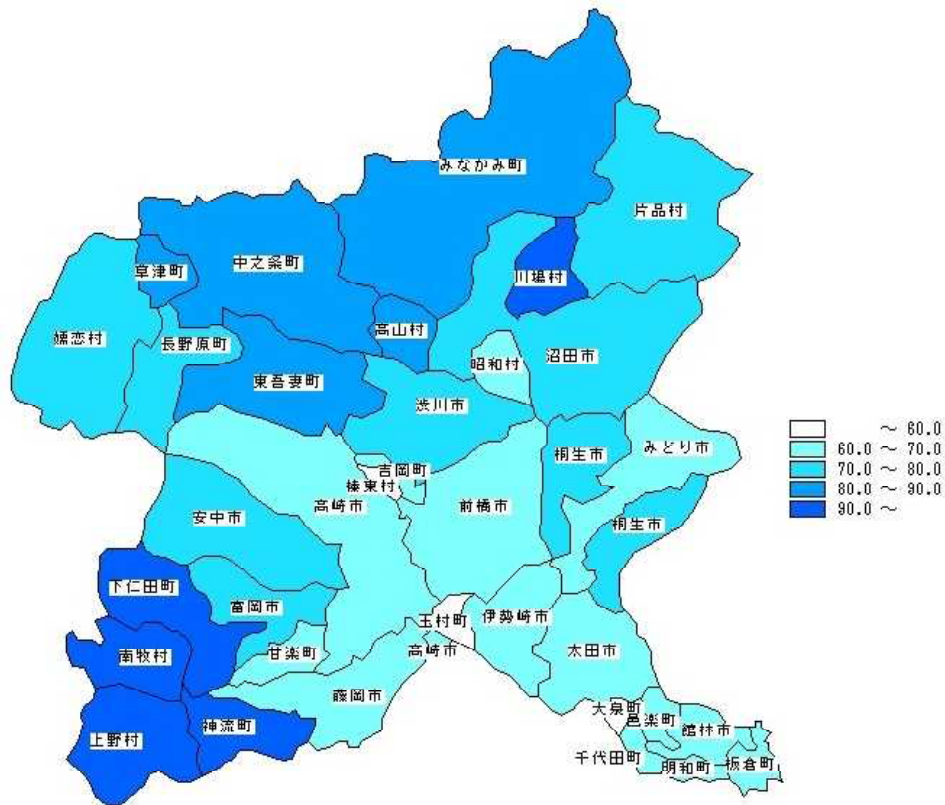 みなかみ町
片品村
中之条町
草津町
川場村
高山村
嬬恋村
長野原町
昭和村
沼田市
東吾妻町
渋川市
～ 60.0
60.0 ～ 70.0
70.0 ～ 80.0
80.0 ～ 90.0
90.0 ～
みどり市
桐生市
吉岡町
榛東村
高崎市
前橋市
安中市
桐生市
下仁田町
富岡市
玉村町
伊勢崎市
甘楽町
高崎市
太田市
南牧村
藤岡市
大泉町
邑楽町
館林市
神流町
上野村
千代田町
明和町
板倉町